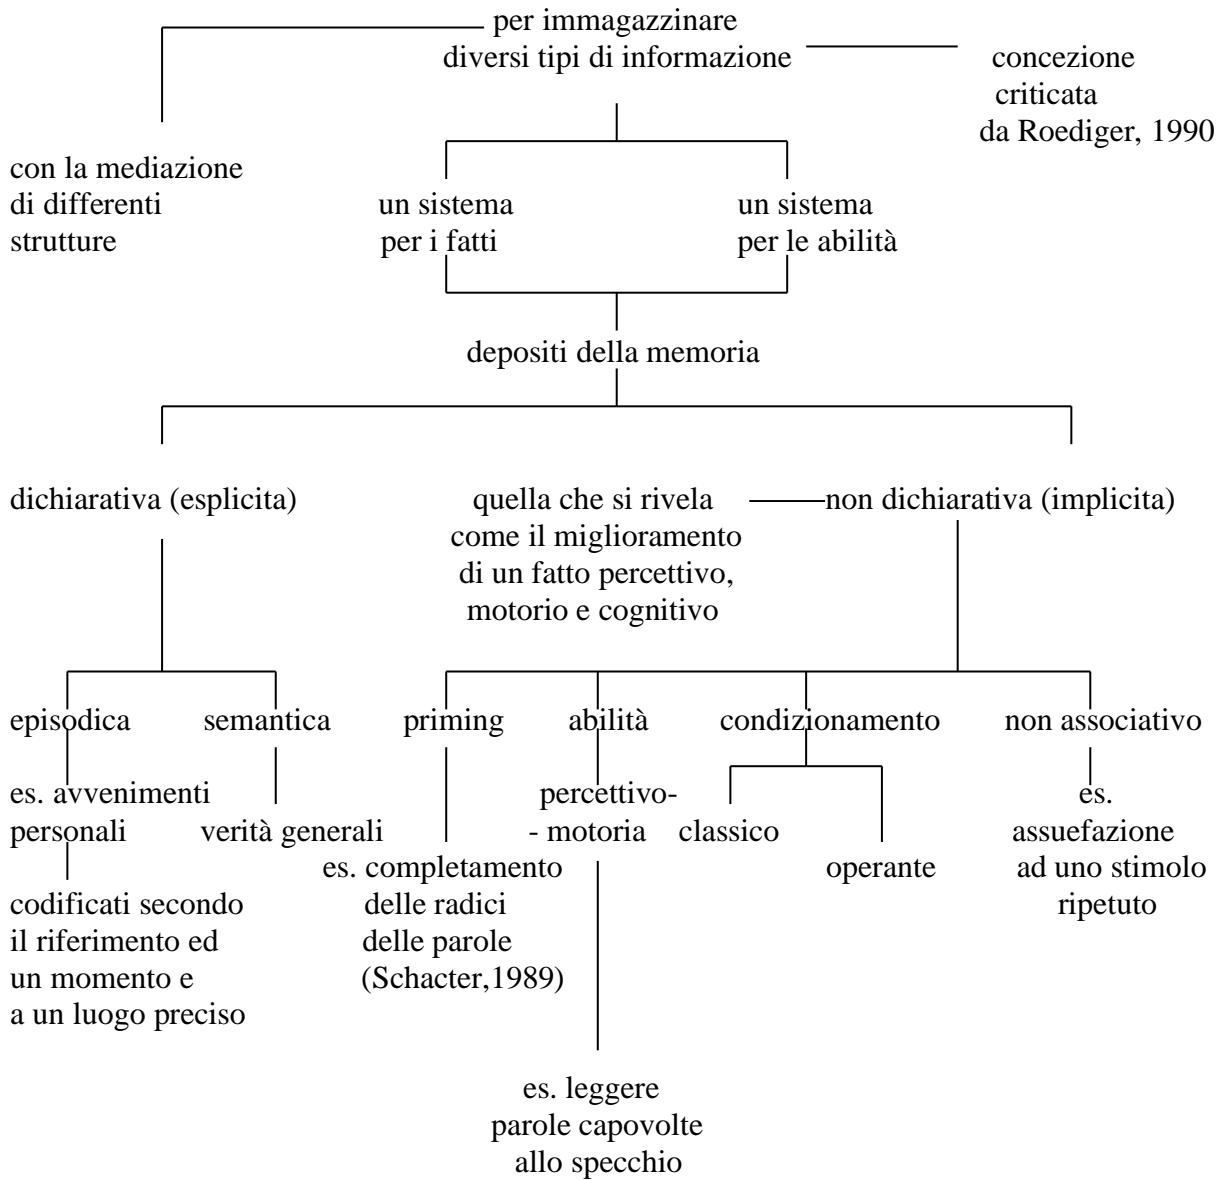 per immagazzinare
diversi tipi di informazione
concezione
criticata
da Roediger, 1990
con la mediazione
di differenti
strutture
un sistema
per i fatti
un sistema
per le abilità
depositi della memoria
dichiarativa (esplicita)
quella che si rivela
come il miglioramento
di un fatto percettivo,
motorio e cognitivo
non dichiarativa (implicita)
episodica
semantica
priming
abilità
condizionamento
non associativo
es. avvenimenti
personali
verità generali
es. completamento
delle radici
delle parole
(Schacter,1989)
percettivo-
- motoria
classico
operante
es.
assuefazione
ad uno stimolo
ripetuto
codificati secondo
il riferimento ed
un momento e
a un luogo preciso
es. leggere
parole capovolte
allo specchio